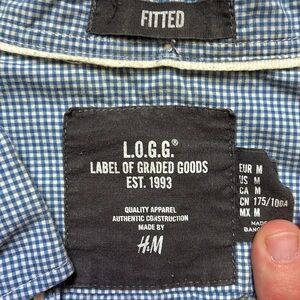 FITTED
L.O.G.G.®
LABEL OF GRADED GOODS
EST. 1993
QUALITY APPAREL
AUTHENTIC CONSTRUCTION
MADE BY
H&M
EUR M
US M
CA M
CN 175/100A
MX M
MADE